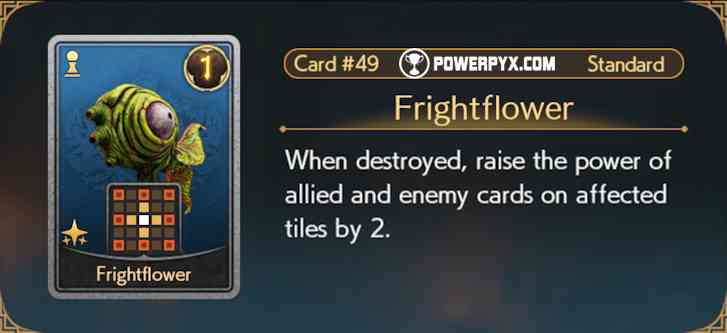 1
Card #49
POWERPYX.COM
Standard
Frightflower
When destroyed, raise the power of
allied and enemy cards on affected
tiles by 2.
Frightflower